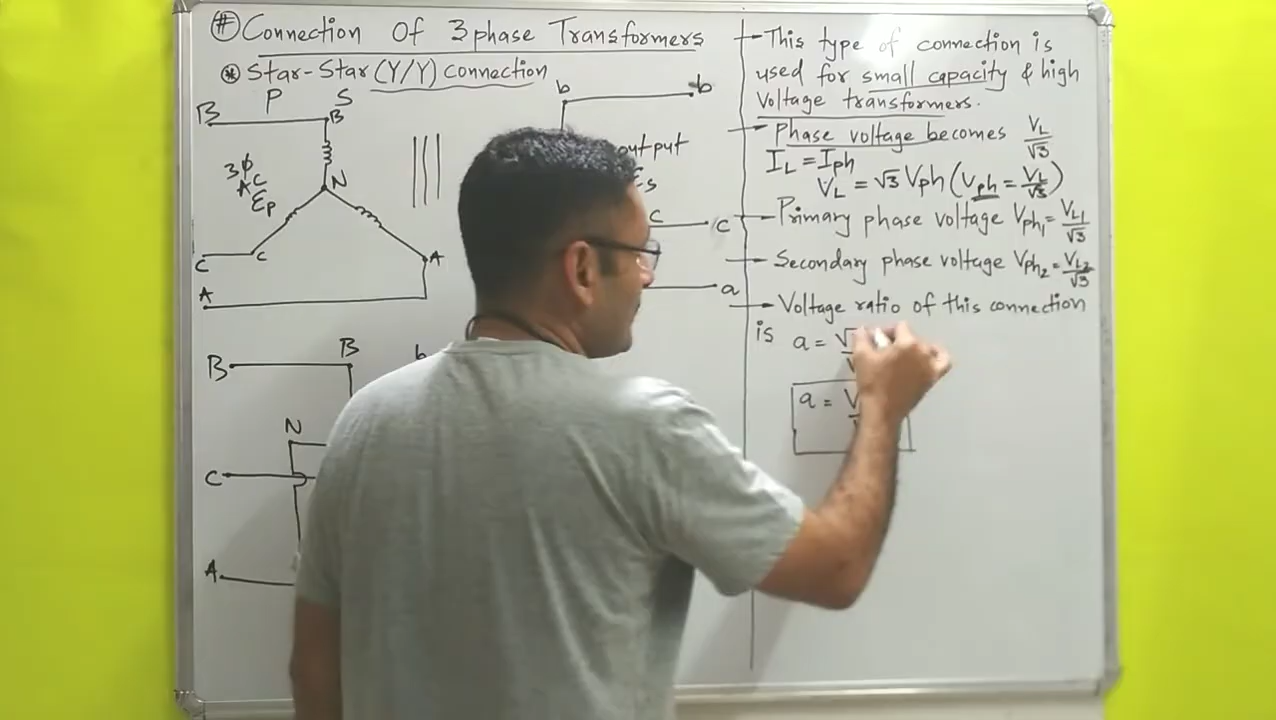 # Connection Of 3 phase Transformers
* Star-Star (Y/Y) connection
P S
B B
3φ
AC
Ep
N
C C
A A
b b
output
Es
c c
a
B B
N
C
A
b
→ This type of connection is
used for small capacity & high
Voltage transformers.
→ Phase voltage becomes VL/√3
IL = Iph
VL = √3 Vph (Vph = VL/√3)
→ Primary phase voltage Vph1 = VL1/√3
→ Secondary phase voltage Vph2 = VL2/√3
→ Voltage ratio of this connection
is a = √
a = V